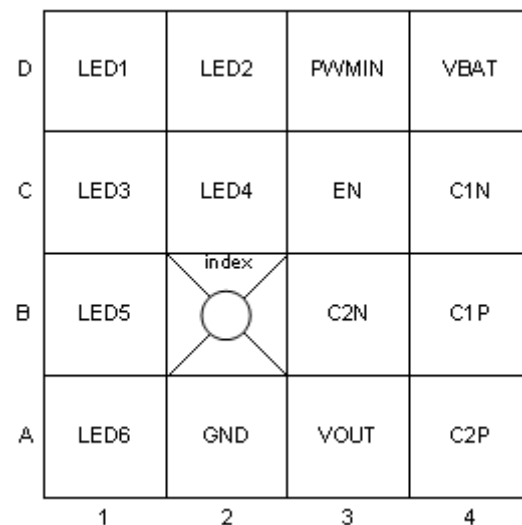 D LED1 LED2 PWMIN VBAT
C LED3 LED4 EN C1N
index
B LED5 C2N C1P
A LED6 GND VOUT C2P
1 2 3 4